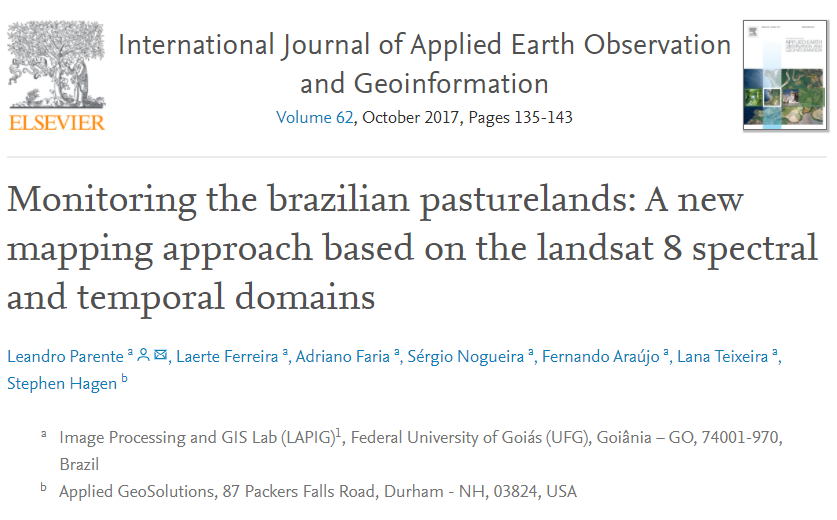 International Journal of Applied Earth Observation
and Geoinformation
Volume 62, October 2017, Pages 135-143
ELSEVIER
Monitoring the brazilian pasturelands: A new
mapping approach based on the landsat 8 spectral
and temporal domains
Leandro Parente a, Laerte Ferreira a, Adriano Faria a, Sérgio Nogueira a, Fernando Araújo a, Lana Teixeira a,
Stephen Hagen b
a Image Processing and GIS Lab (LAPIG)1, Federal University of Goiás (UFG), Goiânia – GO, 74001-970,
Brazil
b Applied GeoSolutions, 87 Packers Falls Road, Durham - NH, 03824, USA